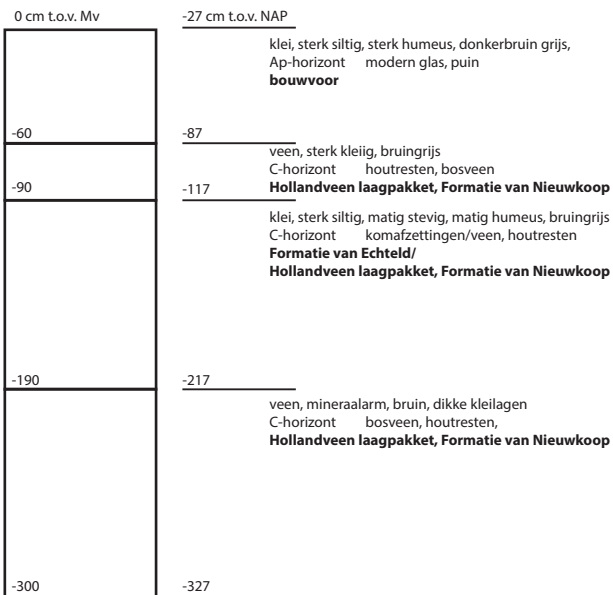 0 cm t.o.v. Mv -27 cm t.o.v. NAP
klei, sterk siltig, sterk humeus, donkerbruin grijs,
Ap-horizont modern glas, puin
bouwvoor
-60 -87
veen, sterk kleiig, bruingrijs
C-horizont houtresten, bosveen
-90 -117 Hollandveen laagpakket, Formatie van Nieuwkoop
klei, sterk siltig, matig stevig, matig humeus, bruingrijs
C-horizont komafzettingen/veen, houtresten
Formatie van Echteld/
Hollandveen laagpakket, Formatie van Nieuwkoop
-190 -217
veen, mineraalarm, bruin, dikke kleilagen
C-horizont bosveen, houtresten,
Hollandveen laagpakket, Formatie van Nieuwkoop
-300 -327